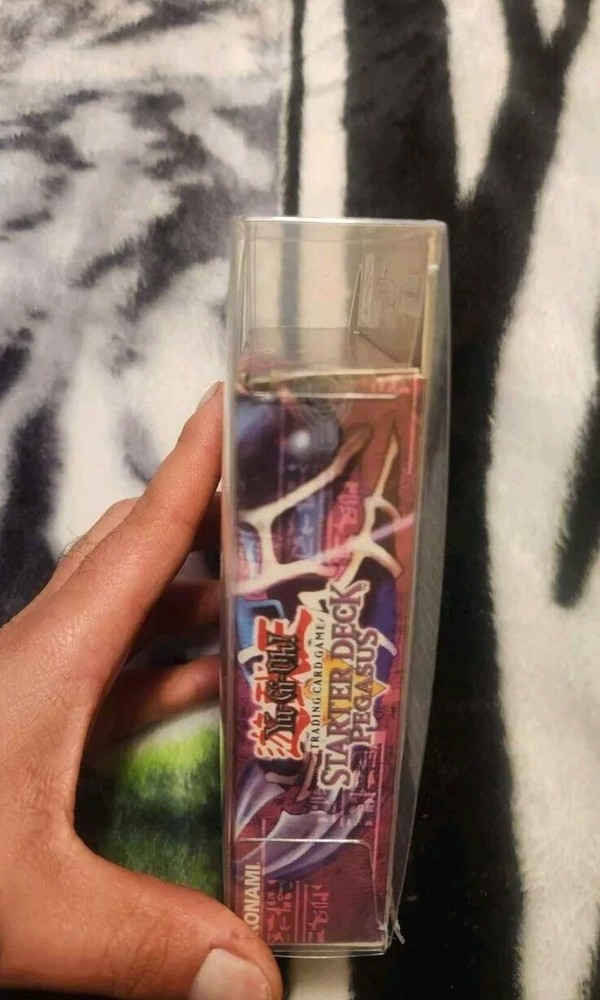 Yu-Gi-Oh!
TRADING CARD GAME
STARTER DECK
PEGASUS
KONAMI